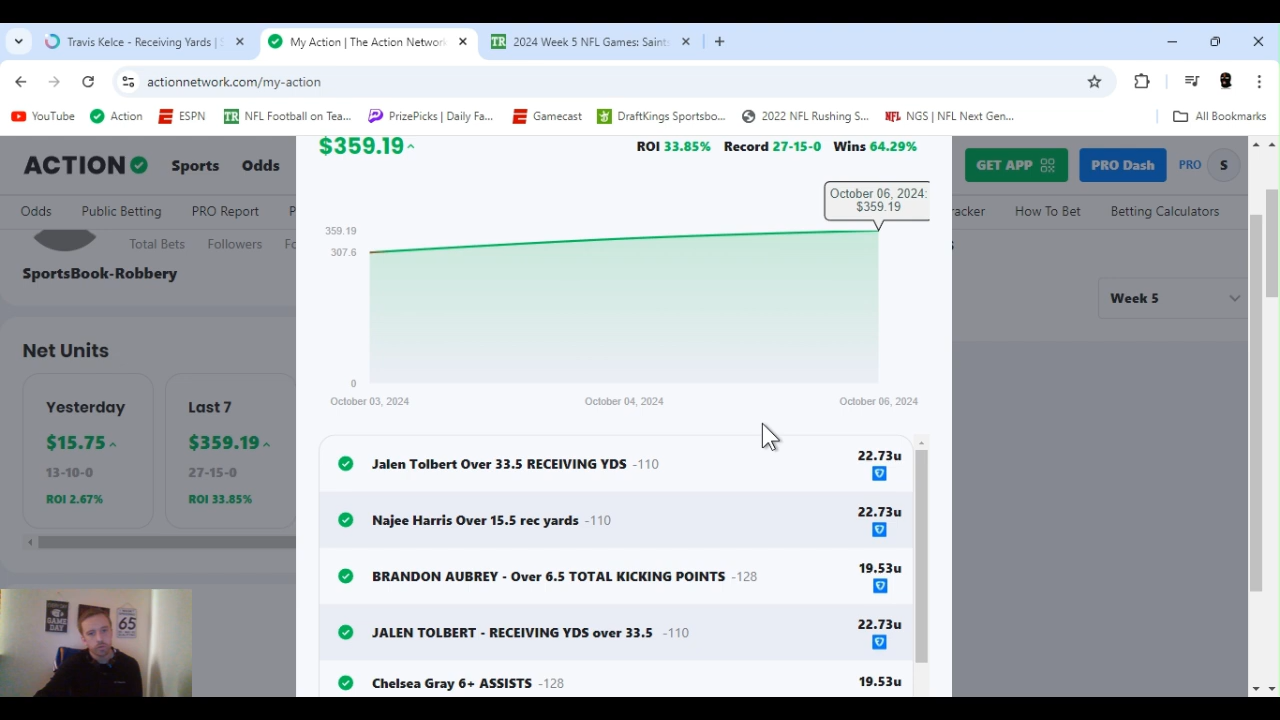 Travis Kelce - Receiving Yards |
My Action | The Action Network
2024 Week 5 NFL Games: Saints
actionnetwork.com/my-action
YouTube
Action
ESPN
NFL Football on Tea...
PrizePicks | Daily Fa...
Gamecast
DraftKings Sportsbo...
2022 NFL Rushing S...
NGS | NFL Next Gen...
All Bookmarks
ACTION
Sports
Odds
$359.19
ROI 33.85%
Record 27-15-0
Wins 64.29%
GET APP
PRO Dash
PRO
S
Odds
Public Betting
PRO Report
P
racker
How To Bet
Betting Calculators
October 06, 2024:
$359.19
Total Bets
Followers
Fo
SportsBook-Robbery
359.19
307.6
0
October 03, 2024
October 04, 2024
October 06, 2024
Week 5
Net Units
Yesterday
$15.75
13-10-0
ROI 2.67%
Last 7
$359.19
27-15-0
ROI 33.85%
Jalen Tolbert Over 33.5 RECEIVING YDS -110
22.73u
Najee Harris Over 15.5 rec yards -110
22.73u
BRANDON AUBREY - Over 6.5 TOTAL KICKING POINTS -128
19.53u
JALEN TOLBERT - RECEIVING YDS over 33.5 -110
22.73u
Chelsea Gray 6+ ASSISTS -128
19.53u
GAME
DAY
65